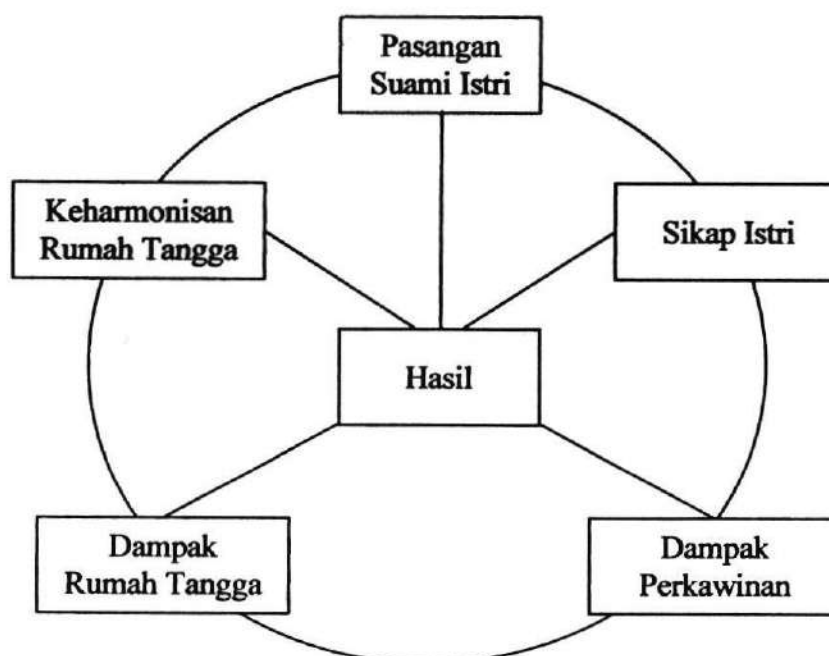 Pasangan
Suami Istri
Keharmonisan
Rumah Tangga
Sikap Istri
Hasil
Dampak
Rumah Tangga
Dampak
Perkawinan